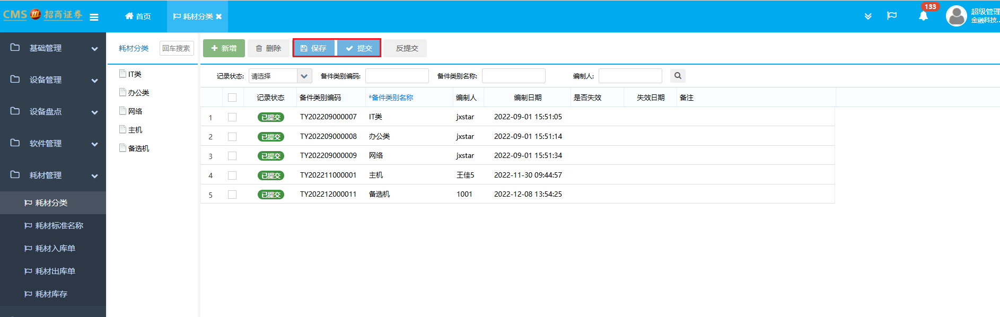 CMS 招商证券
首页
耗材分类
133
超级管理
金融科技...
基础管理
设备管理
设备盘点
软件管理
耗材管理
耗材分类
耗材标准名称
耗材入库单
耗材出库单
耗材库存
耗材分类 回车搜索
IT类
办公类
网络
主机
备选机
新增 删除 保存 提交 反提交
记录状态: 请选择 备件类别编码: 备件类别名称: 编制人:
记录状态 备件类别编码 *备件类别名称 编制人 编制日期 是否失效 失效日期 备注
1 已提交 TY202209000007 IT类 jxstar 2022-09-01 15:51:05
2 已提交 TY202209000008 办公类 jxstar 2022-09-01 15:51:14
3 已提交 TY202209000009 网络 jxstar 2022-09-01 15:51:34
4 已提交 TY202211000001 主机 王佳5 2022-11-30 09:44:57
5 已提交 TY202212000011 备选机 1001 2022-12-08 13:54:25